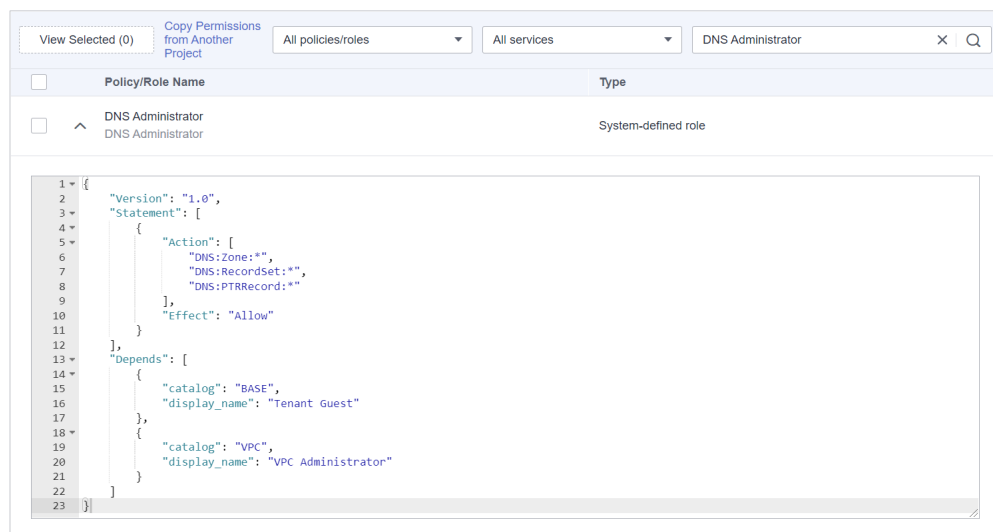 View Selected (0)
Copy Permissions
from Another
Project
All policies/roles
All services
DNS Administrator
Policy/Role Name
Type
DNS Administrator
DNS Administrator
System-defined role
1 {
2     "Version": "1.0",
3     "Statement": [
4         {
5             "Action": [
6                 "DNS:Zone:*",
7                 "DNS:RecordSet:*",
8                 "DNS:PTRRecord:*"
9             ],
10             "Effect": "Allow"
11         }
12     ],
13     "Depends": [
14         {
15             "catalog": "BASE",
16             "display_name": "Tenant Guest"
17         },
18         {
19             "catalog": "VPC",
20             "display_name": "VPC Administrator"
21         }
22     ]
23 }